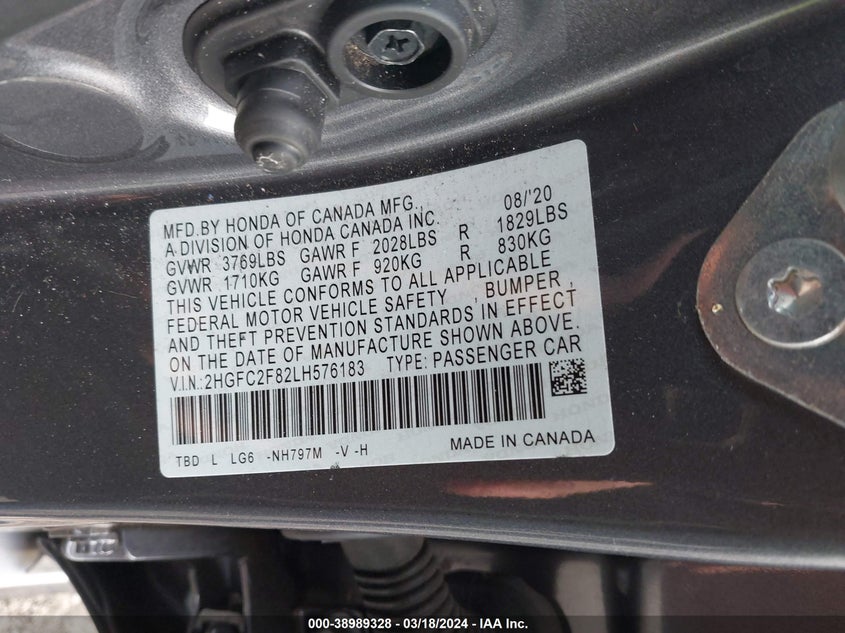 MFD.BY HONDA OF CANADA MFG., 08/'20
A DIVISION OF HONDA CANADA INC.
GVWR 3769LBS GAWR F 2028LBS R 1829LBS
GVWR 1710KG GAWR F 920KG R 830KG
THIS VEHICLE CONFORMS TO ALL APPLICABLE
FEDERAL MOTOR VEHICLE SAFETY , BUMPER ,
AND THEFT PREVENTION STANDARDS IN EFFECT
ON THE DATE OF MANUFACTURE SHOWN ABOVE.
V.I.N.:2HGFC2F82LH576183 TYPE: PASSENGER CAR
TBD L LG6 -NH797M -V -H MADE IN CANADA
000-38989328 / 03/18/2024 - IAA Inc.